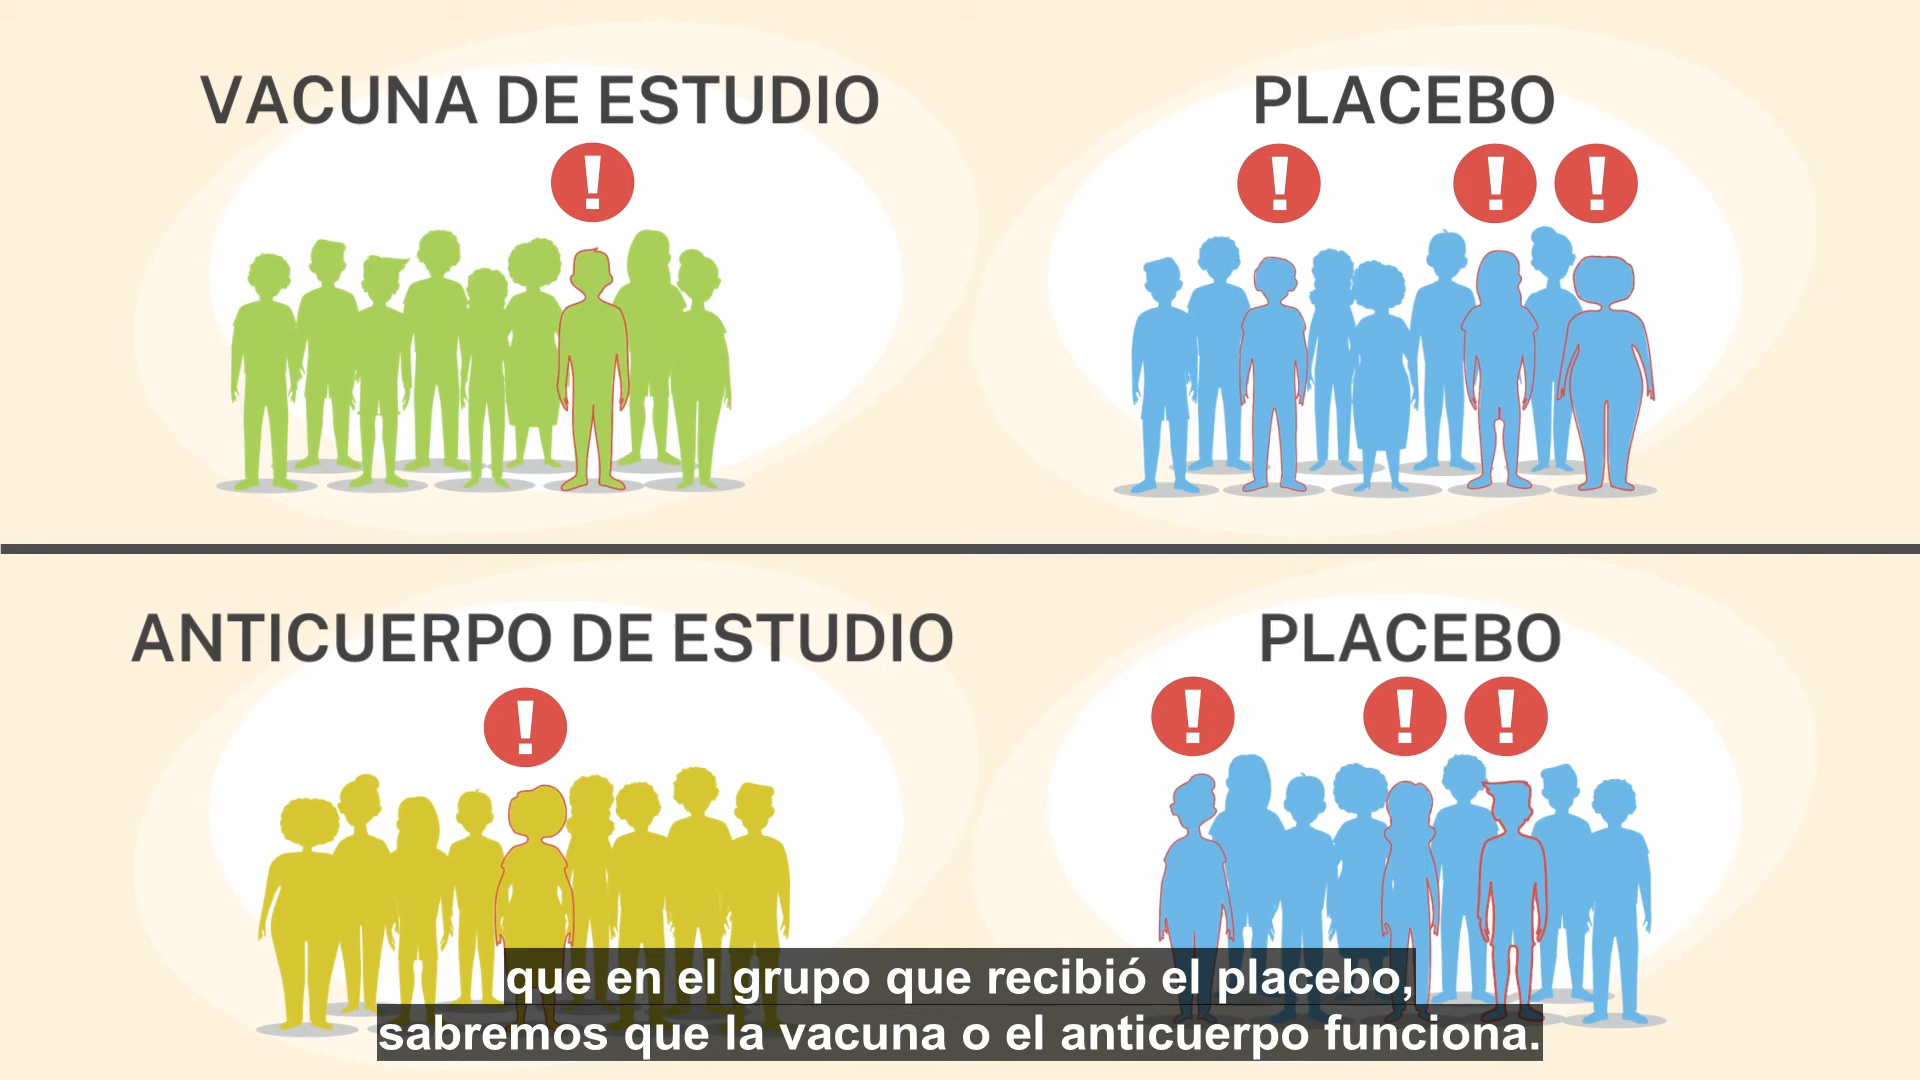 VACUNA DE ESTUDIO
PLACEBO
!
!
!
!
ANTICUERPO DE ESTUDIO
PLACEBO
!
!
!
!
que en el grupo que recibió el placebo,
sabremos que la vacuna o el anticuerpo funciona.